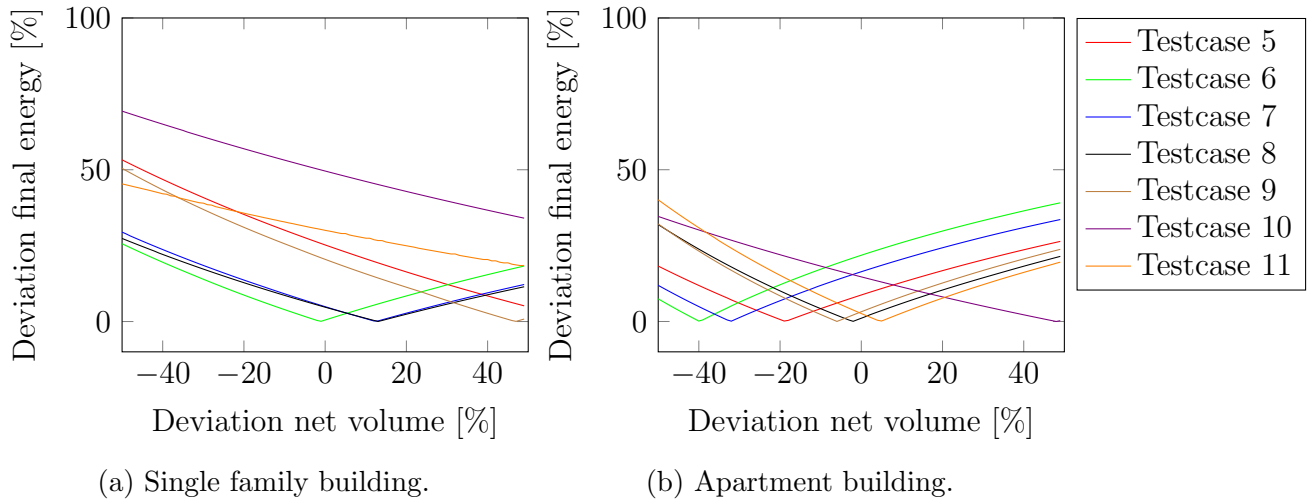 100
50
0
Deviation final energy [%]
−40 −20 0 20 40
Deviation net volume [%]
(a) Single family building.
100
50
0
Deviation final energy [%]
−40 −20 0 20 40
Deviation net volume [%]
(b) Apartment building.
Testcase 5
Testcase 6
Testcase 7
Testcase 8
Testcase 9
Testcase 10
Testcase 11